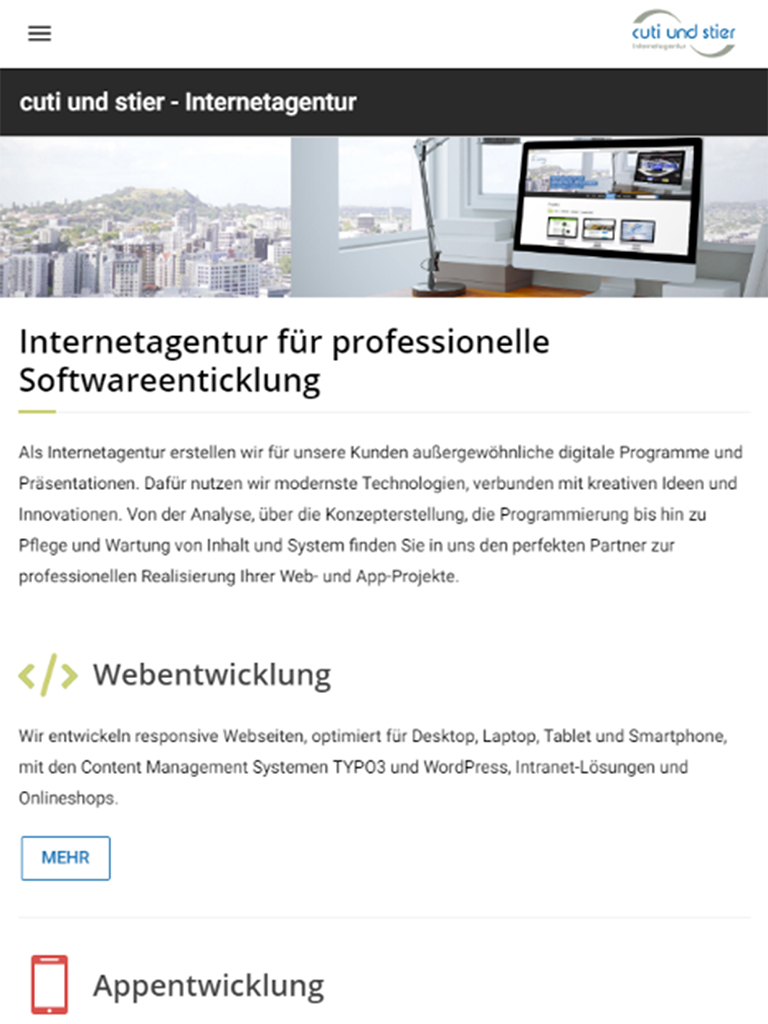 cuti und stier
Internetagentur
cuti und stier - Internetagentur
Internetagentur für professionelle
Softwareenticklung
Als Internetagentur erstellen wir für unsere Kunden außergewöhnliche digitale Programme und
Präsentationen. Dafür nutzen wir modernste Technologien, verbunden mit kreativen Ideen und
Innovationen. Von der Analyse, über die Konzepterstellung, die Programmierung bis hin zu
Pflege und Wartung von Inhalt und System finden Sie in uns den perfekten Partner zur
professionellen Realisierung Ihrer Web- und App-Projekte.
Webentwicklung
Wir entwickeln responsive Webseiten, optimiert für Desktop, Laptop, Tablet und Smartphone,
mit den Content Management Systemen TYPO3 und WordPress, Intranet-Lösungen und
Onlineshops.
MEHR
Appentwicklung